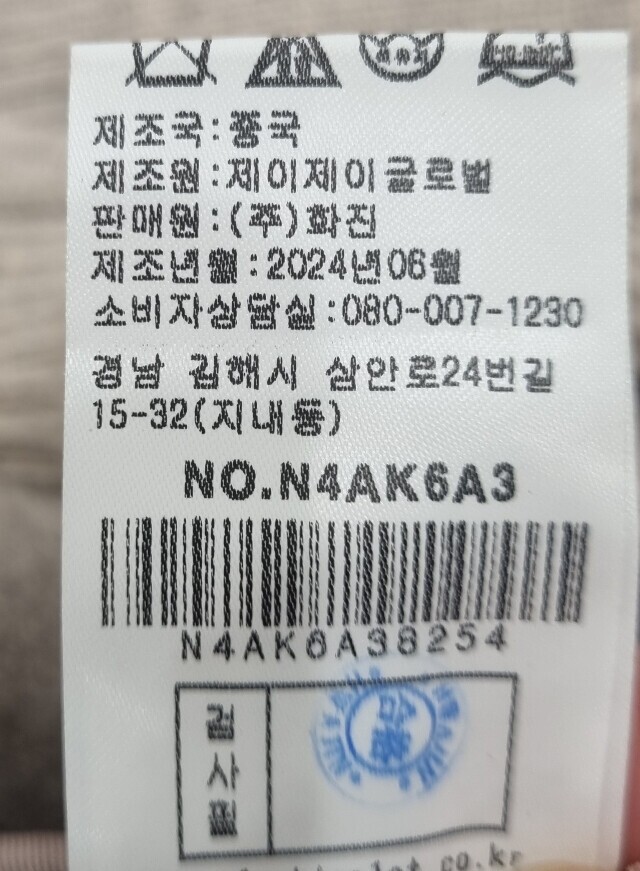 제조국:중국
제조원:제이제이글로벌
판매원:(주)화진
제조년월:2024년06월
소비자상담실:080-007-1230
경남 김해시 삼안로24번길
15-32(지내동)
NO.N4AK6A3
N4AK6A38254
검사필